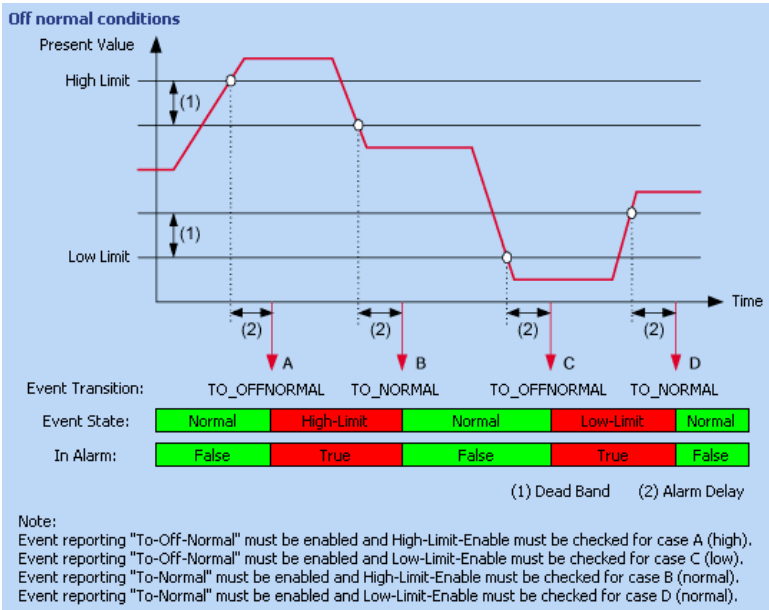 Off normal conditions
Present Value
High Limit
(1)
(1)
Low Limit
Time
(2) (2) (2) (2)
A B C D
Event Transition: TO_OFFNORMAL TO_NORMAL TO_OFFNORMAL TO_NORMAL
Event State: Normal High-Limit Normal Low-Limit Normal
In Alarm: False True False True False
(1) Dead Band (2) Alarm Delay
Note:
Event reporting "To-Off-Normal" must be enabled and High-Limit-Enable must be checked for case A (high).
Event reporting "To-Off-Normal" must be enabled and Low-Limit-Enable must be checked for case C (low).
Event reporting "To-Normal" must be enabled and High-Limit-Enable must be checked for case B (normal).
Event reporting "To-Normal" must be enabled and Low-Limit-Enable must be checked for case D (normal).